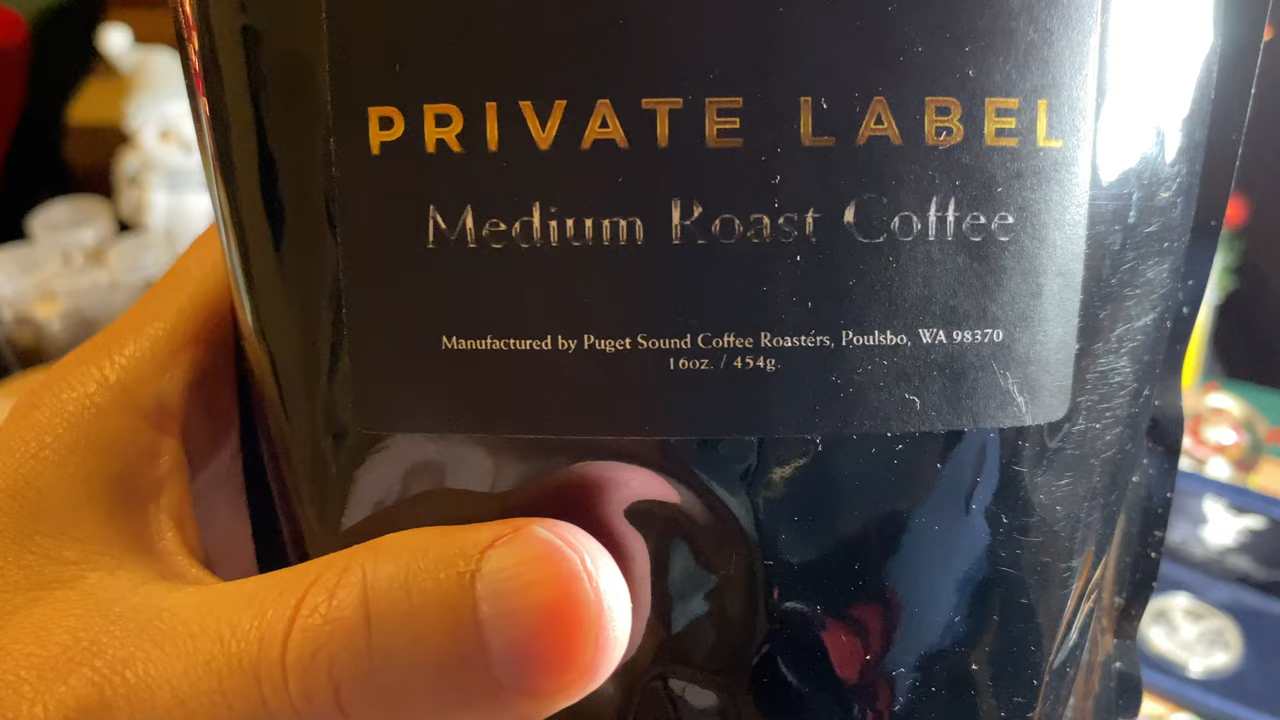 PRIVATE LABEL
Medium Roast Coffee
Manufactured by Puget Sound Coffee Roasters, Poulsbo, WA 98370
16oz. / 454g.